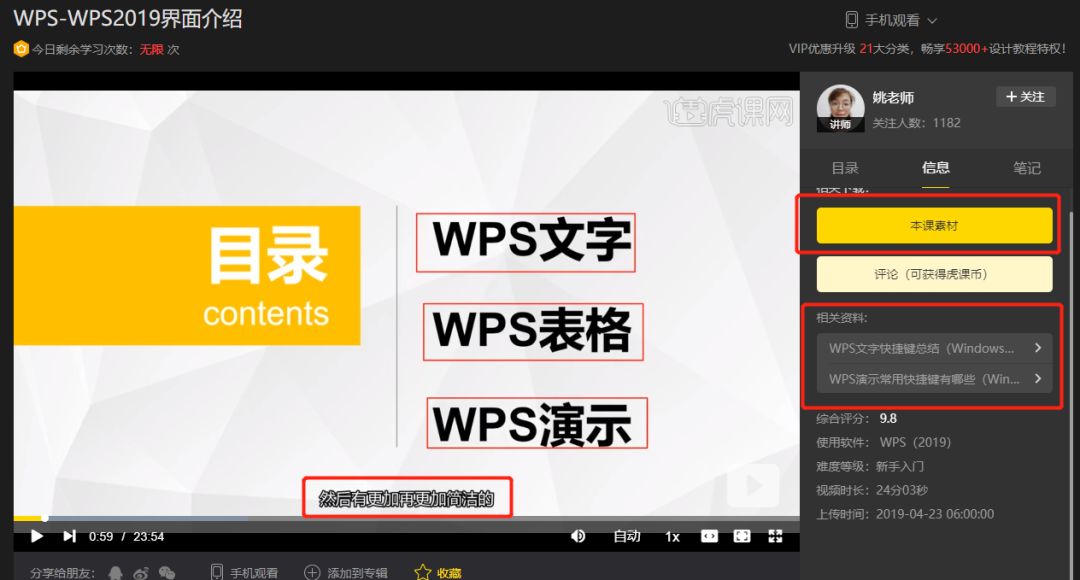 WPS-WPS2019界面介绍
手机观看
今日剩余学习次数：无限 次
VIP优惠升级 21大分类，畅享53000+设计教程特权！
虎课网
目录
contents
WPS文字
WPS表格
WPS演示
然后有更加再更加简洁的
0:59 / 23:54
自动
1x
分享给朋友：
手机观看
添加到专辑
收藏
姚老师
+ 关注
讲师
关注人数：1182
目录
信息
笔记
相关下载：
本课素材
评论（可获得虎课币）
相关资料：
WPS文字快捷键总结（Windows...
WPS演示常用快捷键有哪些（Win...
综合评分：9.8
使用软件：WPS（2019）
难度等级：新手入门
视频时长：24分03秒
上传时间：2019-04-23 06:00:00